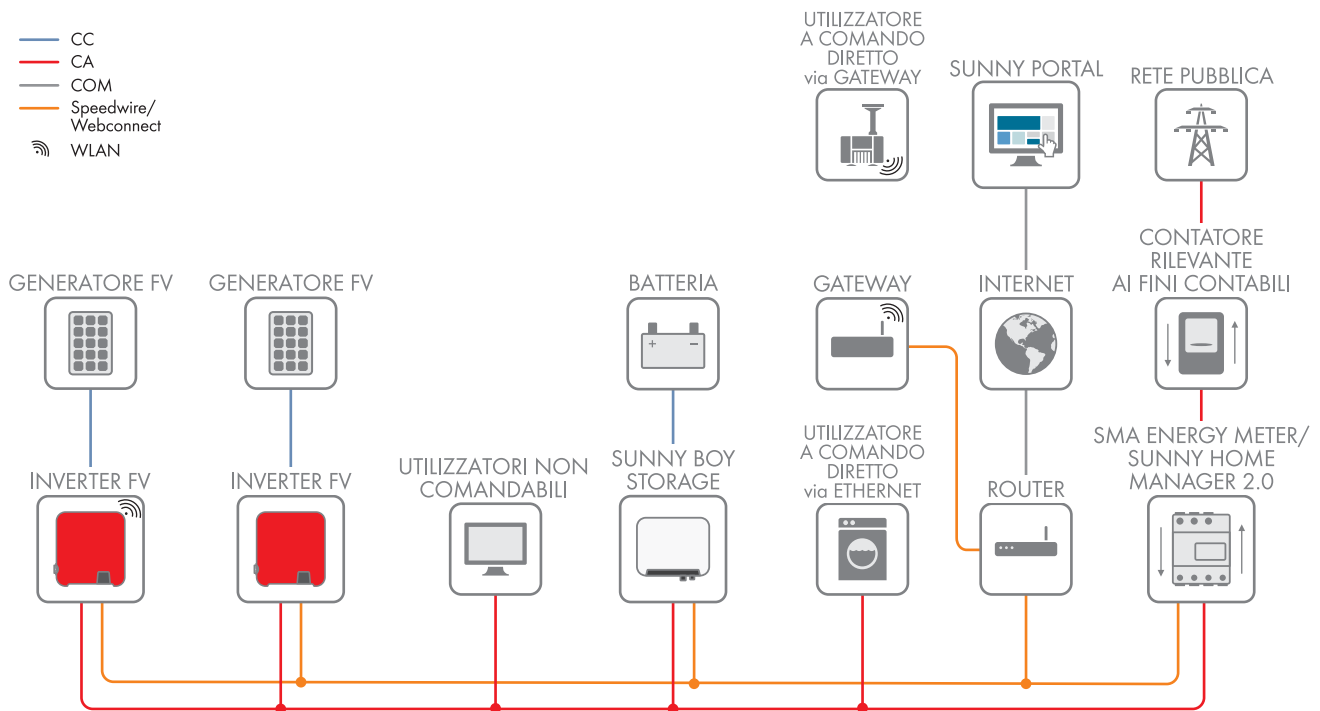 CC
CA
COM
Speedwire/
Webconnect
WLAN
UTILIZZATORE
A COMANDO
DIRETTO
via GATEWAY
SUNNY PORTAL
RETE PUBBLICA
CONTATORE
RILEVANTE
AI FINI CONTABILI
GENERATORE FV
GENERATORE FV
BATTERIA
GATEWAY
INTERNET
INVERTER FV
INVERTER FV
UTILIZZATORI NON
COMANDABILI
SUNNY BOY
STORAGE
UTILIZZATORE
A COMANDO
DIRETTO
via ETHERNET
ROUTER
SMA ENERGY METER/
SUNNY HOME
MANAGER 2.0